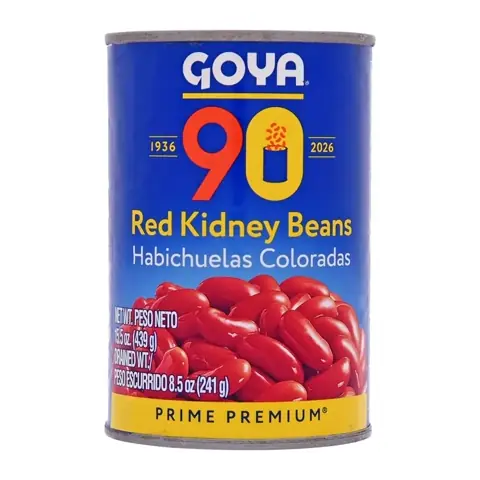 GOYA®
1936 90 2026
Red Kidney Beans
Habichuelas Coloradas
NET WT. PESO NETO
15.5 oz. (439 g)
DRAINED WT./
PESO ESCURRIDO 8.5 oz (241 g)
PRIME PREMIUM®